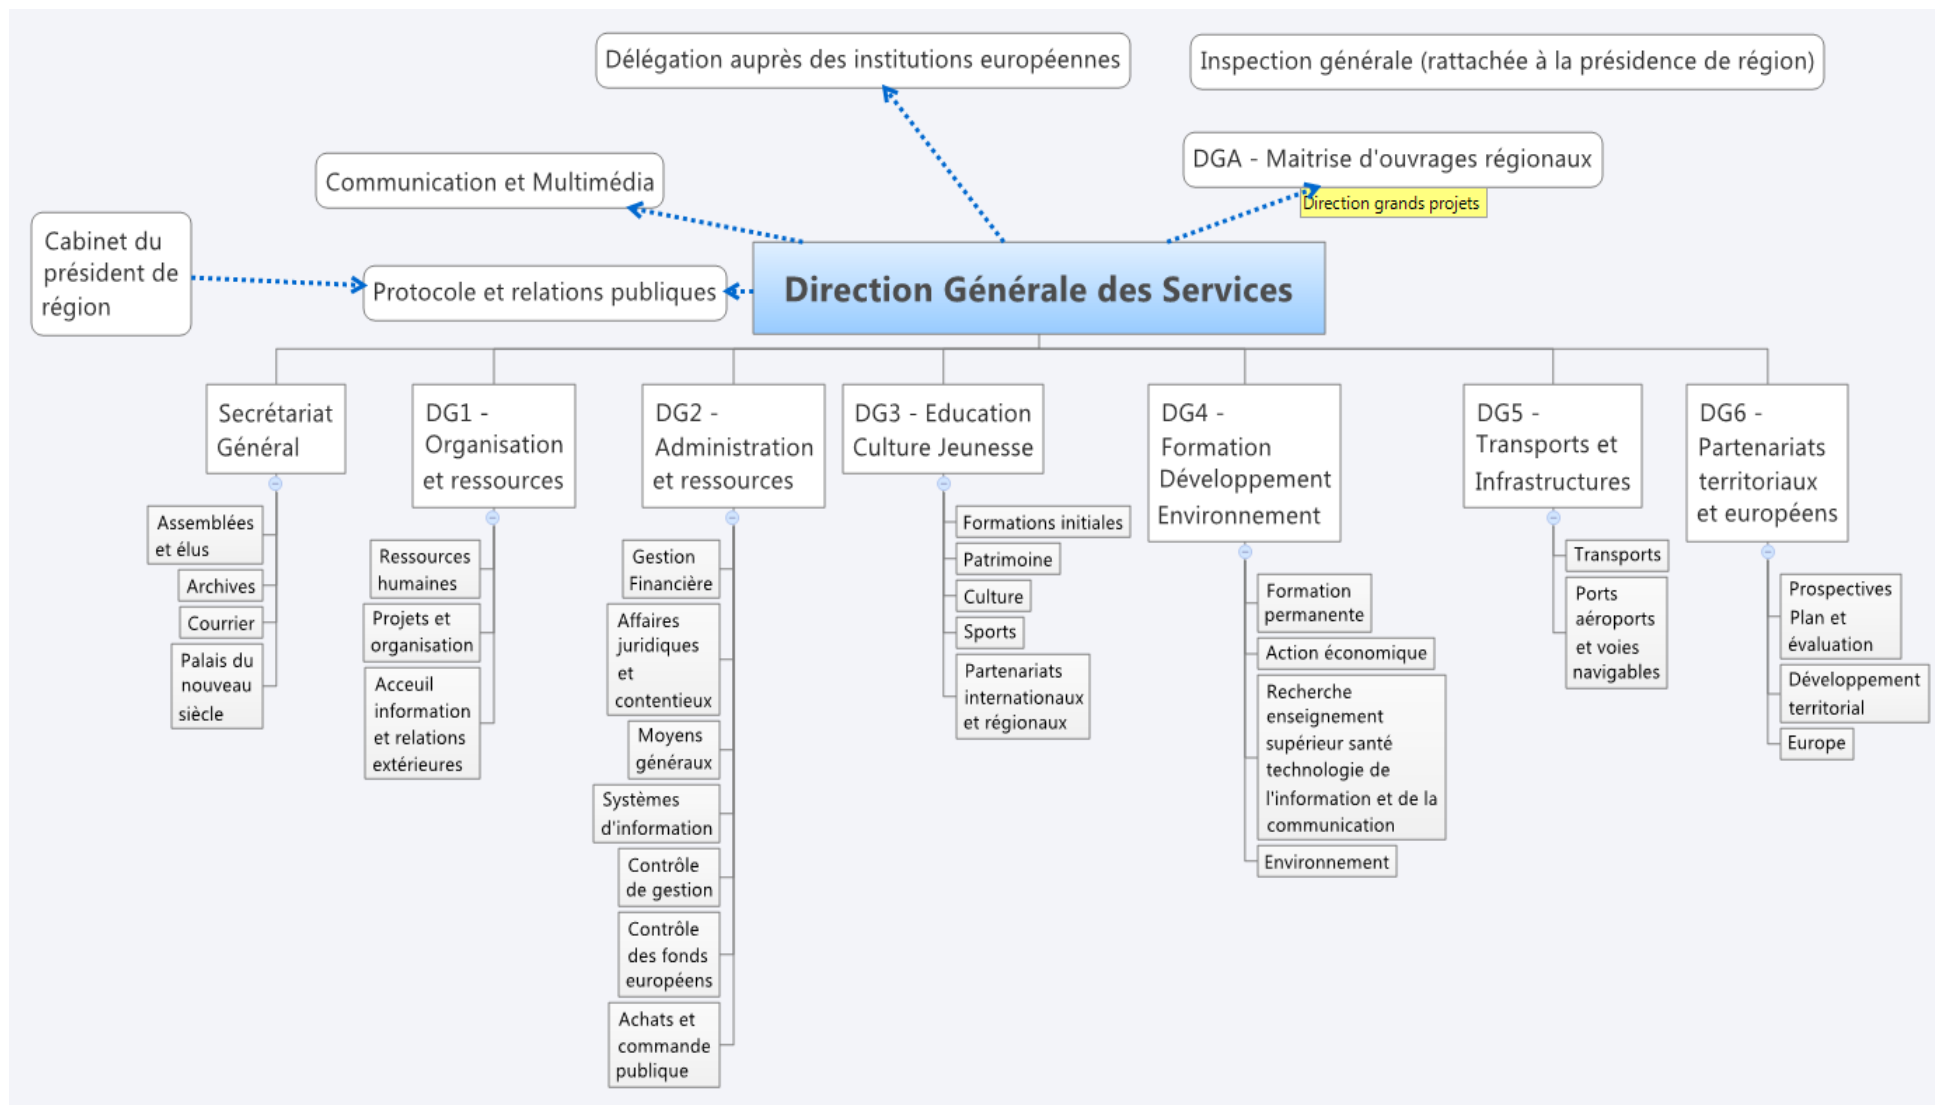 Délégation auprès des institutions européennes
Inspection générale (rattachée à la présidence de région)
DGA - Maitrise d'ouvrages régionaux
Direction grands projets
Communication et Multimédia
Cabinet du
président de
région
Protocole et relations publiques
Direction Générale des Services
Secrétariat
Général
Assemblées
et élus
Archives
Courrier
Palais du
nouveau
siècle
DG1 -
Organisation
et ressources
Ressources
humaines
Projets et
organisation
Acceuil
information
et relations
extérieures
DG2 -
Administration
et ressources
Gestion
Financière
Affaires
juridiques
et
contentieux
Moyens
généraux
Systèmes
d'information
Contrôle
de gestion
Contrôle
des fonds
européens
Achats et
commande
publique
DG3 - Education
Culture Jeunesse
Formations initiales
Patrimoine
Culture
Sports
Partenariats
internationaux
et régionaux
DG4 -
Formation
Développement
Environnement
Formation
permanente
Action économique
Recherche
enseignement
supérieur santé
technologie de
l'information et de la
communication
Environnement
DG5 -
Transports et
Infrastructures
Transports
Ports
aéroports
et voies
navigables
DG6 -
Partenariats
territoriaux
et européens
Prospectives
Plan et
évaluation
Développement
territorial
Europe